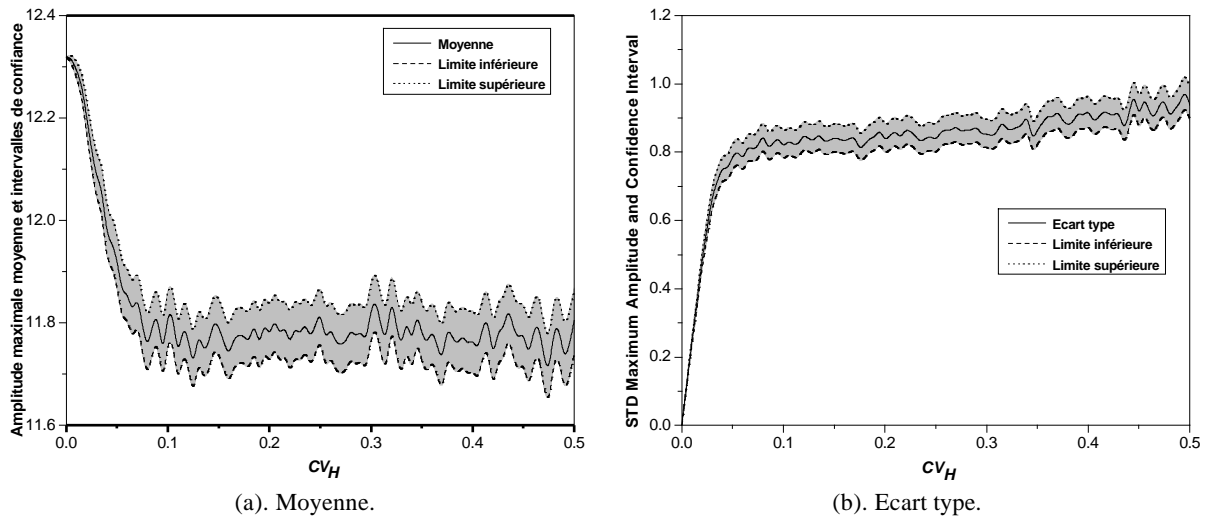 Amplitude maximale moyenne et intervalles de confiance
12.4
12.2
12.0
11.8
11.6
Moyenne
Limite inférieure
Limite supérieure
0.0 0.1 0.2 0.3 0.4 0.5
CV_H
(a). Moyenne.
STD Maximum Amplitude and Confidence Interval
1.2
1.0
0.8
0.6
0.4
0.2
0.0
Ecart type
Limite inférieure
Limite supérieure
0.0 0.1 0.2 0.3 0.4 0.5
CV_H
(b). Ecart type.